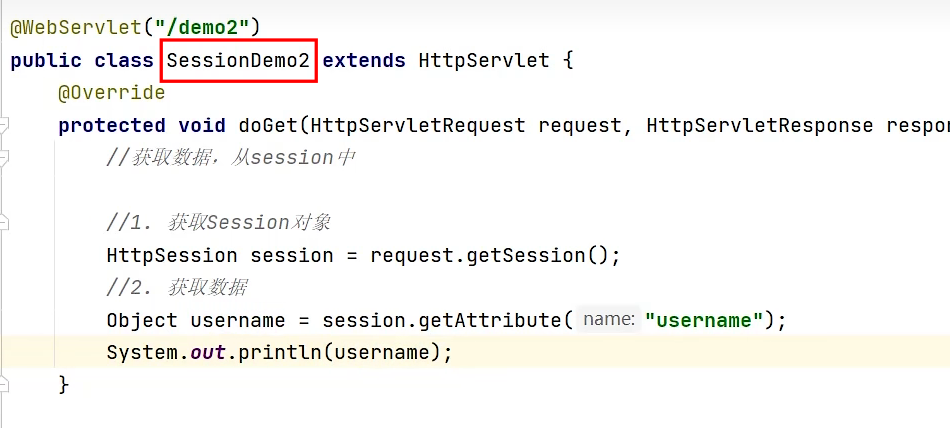 @WebServlet("/demo2")
public class SessionDemo2 extends HttpServlet {
@Override
protected void doGet(HttpServletRequest request, HttpServletResponse respon
//获取数据，从session中
//1. 获取Session对象
HttpSession session = request.getSession();
//2. 获取数据
Object username = session.getAttribute( name: "username");
System.out.println(username);
}